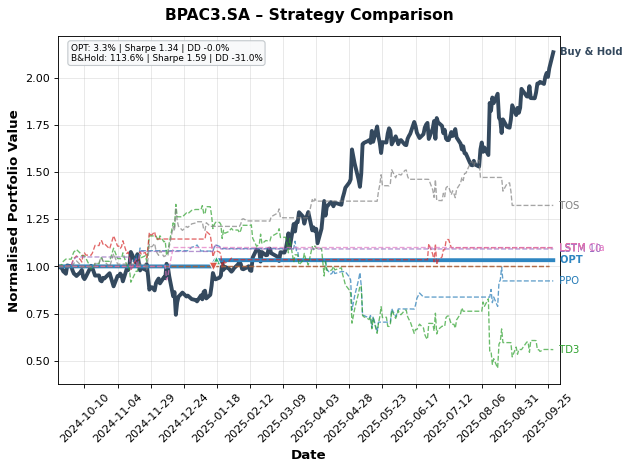 BPAC3.SA – Strategy Comparison
OPT: 3.3% | Sharpe 1.34 | DD -0.0%
B&Hold: 113.6% | Sharpe 1.59 | DD -31.0%
Normalised Portfolio Value
2.00
1.75
1.50
1.25
1.00
0.75
0.50
Buy & Hold
TOS
LSTM
OPT
PPO
TD3
2024-10-10
2024-11-04
2024-11-29
2024-12-24
2025-01-18
2025-02-12
2025-03-09
2025-04-03
2025-04-28
2025-05-23
2025-06-17
2025-07-12
2025-08-06
2025-08-31
2025-09-25
Date